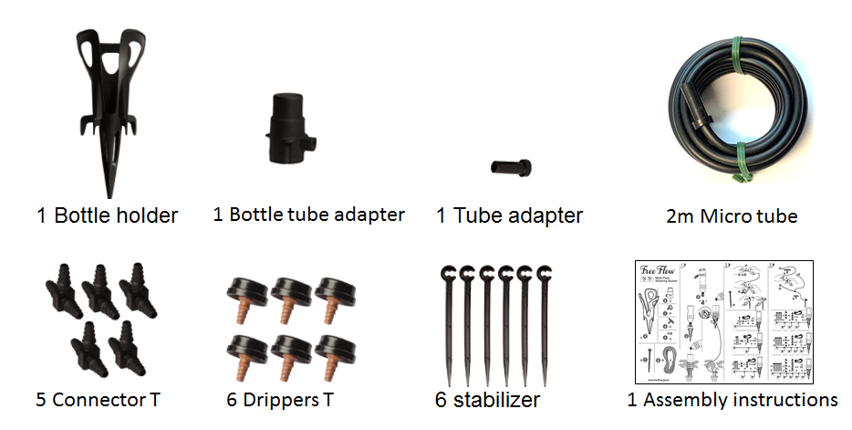 1 Bottle holder
1 Bottle tube adapter
1 Tube adapter
2m Micro tube
Free Flow
5 Connector T
6 Drippers T
6 stabilizer
1 Assembly instructions